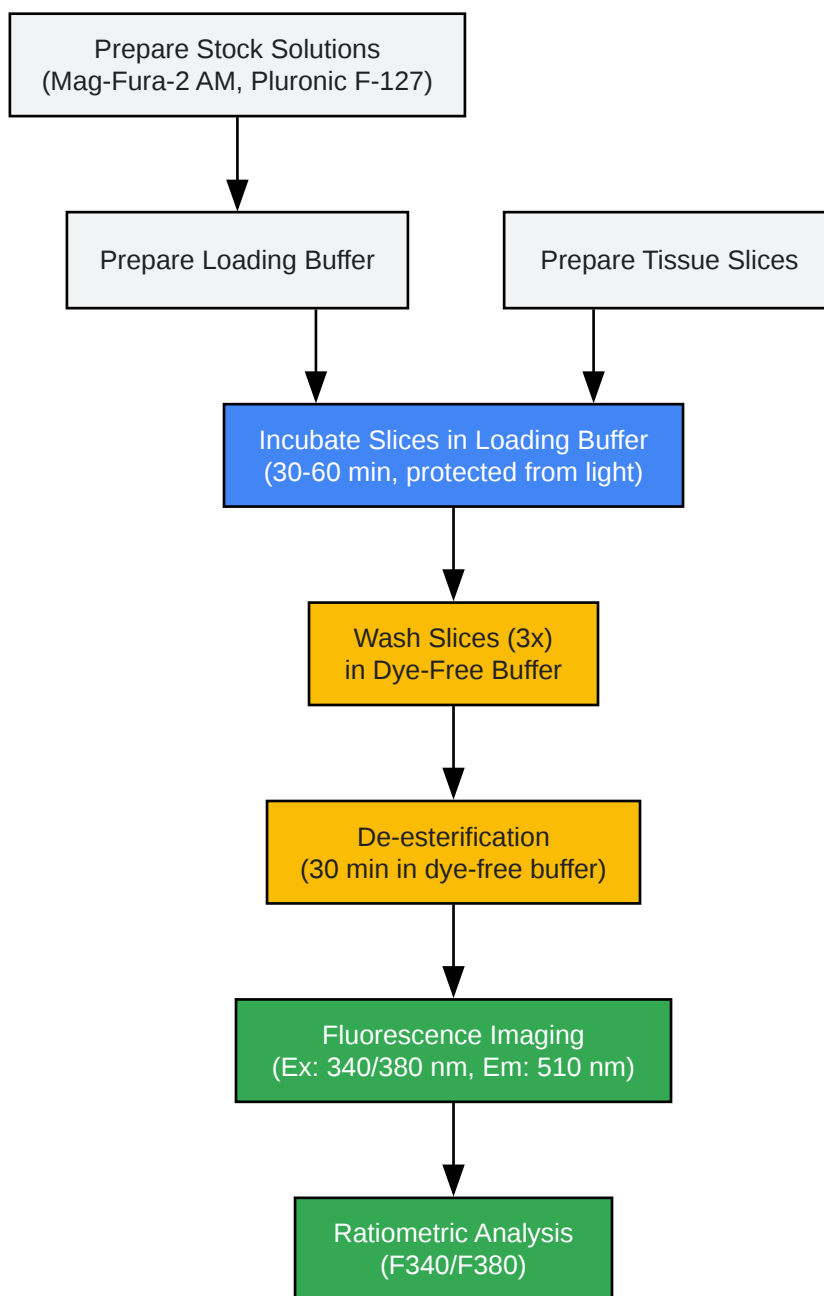 Prepare Stock Solutions
(Mag-Fura-2 AM, Pluronic F-127)
Prepare Loading Buffer
Prepare Tissue Slices
Incubate Slices in Loading Buffer
(30-60 min, protected from light)
Wash Slices (3x)
in Dye-Free Buffer
De-esterification
(30 min in dye-free buffer)
Fluorescence Imaging
(Ex: 340/380 nm, Em: 510 nm)
Ratiometric Analysis
(F340/F380)